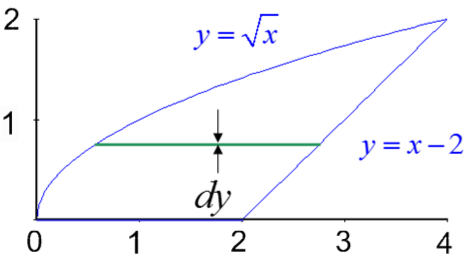 2
y = √x
1
y = x − 2
dy
0 1 2 3 4